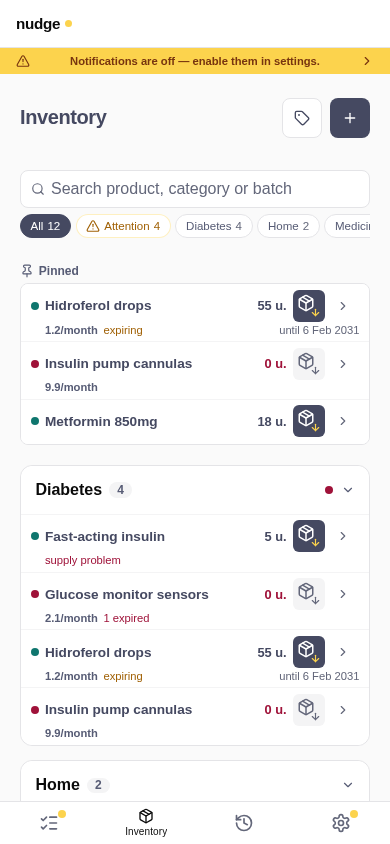 nudge
Notifications are off — enable them in settings.
Inventory
Search product, category or batch
All 12 Attention 4 Diabetes 4 Home 2 Medicin
Pinned
Hidroferol drops 55 u.
1.2/month expiring until 6 Feb 2031
Insulin pump cannulas 0 u.
9.9/month
Metformin 850mg 18 u.
Diabetes 4
Fast-acting insulin 5 u.
supply problem
Glucose monitor sensors 0 u.
2.1/month 1 expired
Hidroferol drops 55 u.
1.2/month expiring until 6 Feb 2031
Insulin pump cannulas 0 u.
9.9/month
Home 2
Inventory